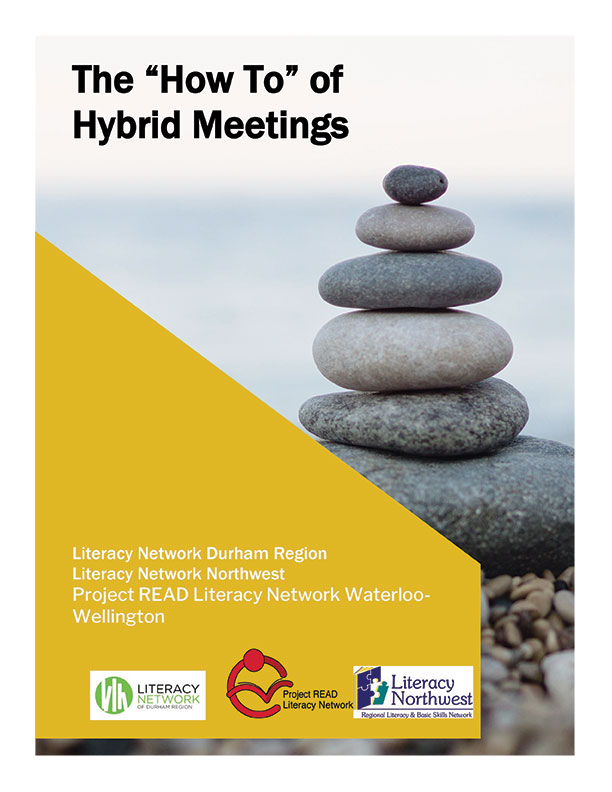 The “How To” of
Hybrid Meetings
Literacy Network Durham Region
Literacy Network Northwest
Project READ Literacy Network Waterloo-
Wellington
LITERACY
NETWORK
OF DURHAM REGION
Project READ
Literacy Network
Literacy
Northwest
Regional Literacy & Basic Skills Network